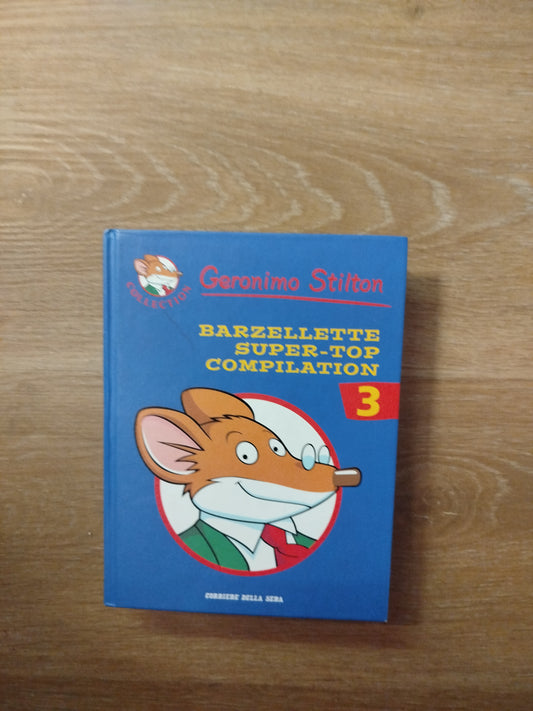 COLLECTION
Geronimo Stilton
BARZELLETTE
SUPER-TOP
COMPILATION
3
CORRIERE DELLA SERA